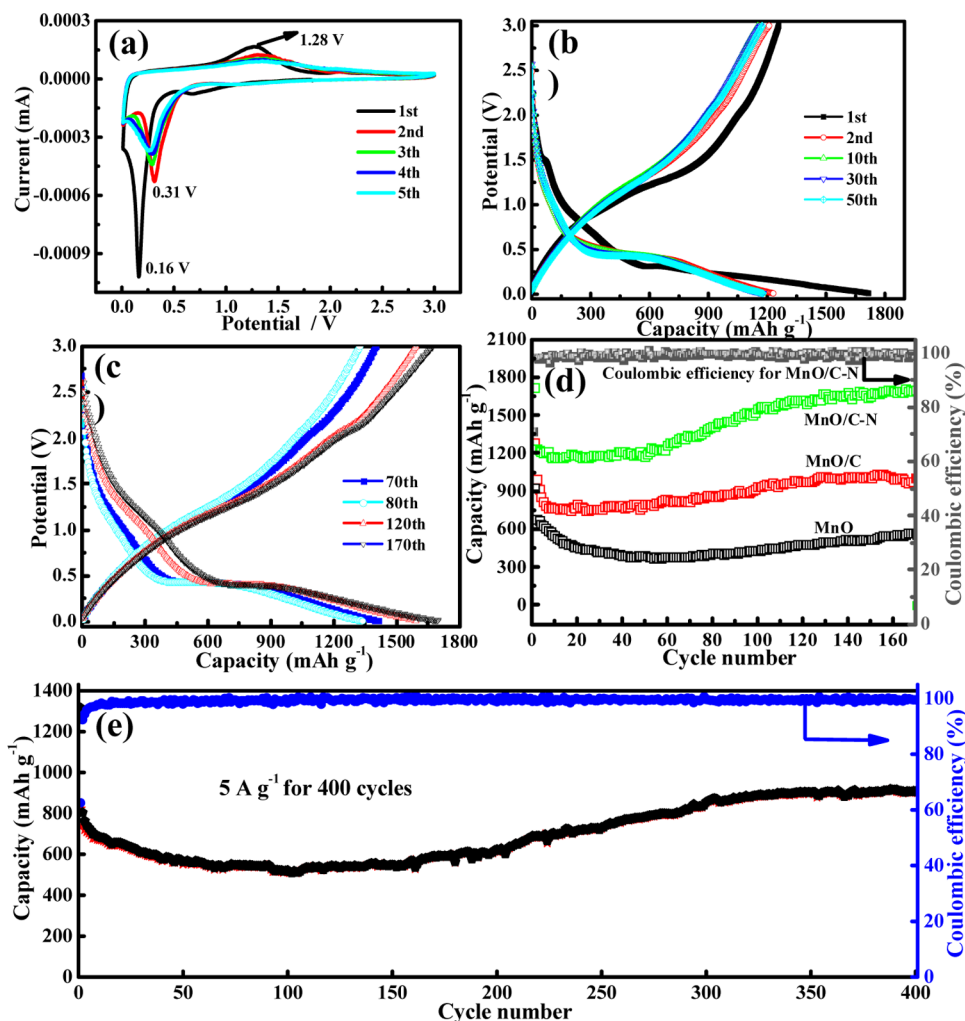 (a)
1.28 V
0.31 V
0.16 V
1st
2nd
3th
4th
5th
0.0003
0.0000
-0.0003
-0.0006
-0.0009
Current (mA)
0.0 0.5 1.0 1.5 2.0 2.5 3.0
Potential / V
(b
)
1st
2nd
10th
30th
50th
3.0
2.5
2.0
1.5
1.0
0.5
0.0
Potential (V)
0 300 600 900 1200 1500 1800
Capacity (mAh g-1)
(c
)
70th
80th
120th
170th
3.0
2.5
2.0
1.5
1.0
0.5
0.0
Potential (V)
0 300 600 900 1200 1500 1800
Capacity (mAh g-1)
(d)
Coulombic efficiency for MnO/C-N
MnO/C-N
MnO/C
MnO
2100
1800
1500
1200
900
600
300
0
Capacity (mAh g-1)
100
80
60
40
20
0
Coulombic efficiency (%)
0 20 40 60 80 100 120 140 160
Cycle number
(e)
5 A g-1 for 400 cycles
1400
1200
1000
800
600
400
200
0
Capacity (mAh g-1)
100
80
60
40
20
0
Coulombic efficiency (%)
0 50 100 150 200 250 300 350 400
Cycle number